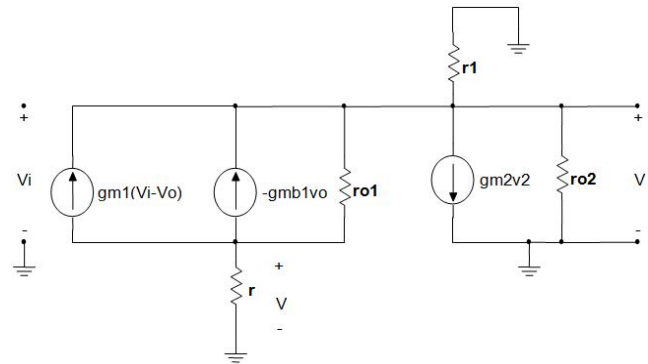 r1
+
+
Vi
gm1(Vi-Vo)
-gmb1vo
ro1
gm2v2
ro2
V
-
-
+
r
V
-